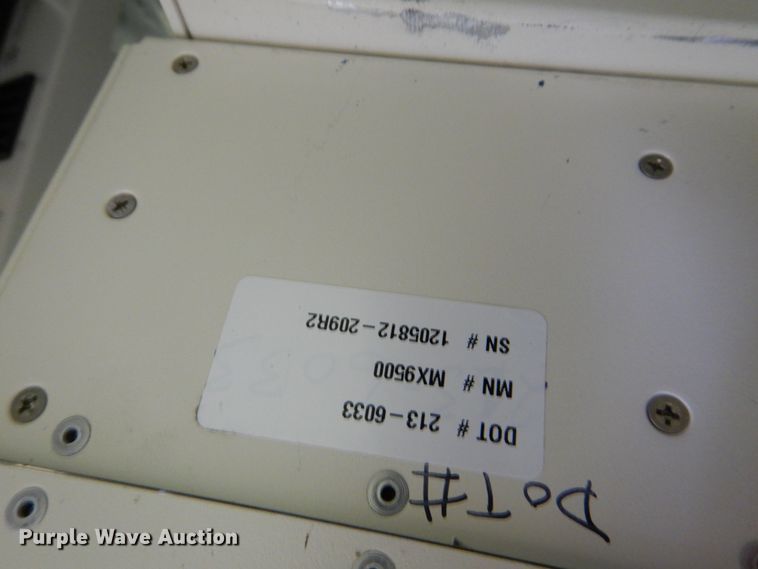 DOT #
DOT # 213-6033
MN # MX9500
SN # 1205812-209R2
Purple Wave Auction